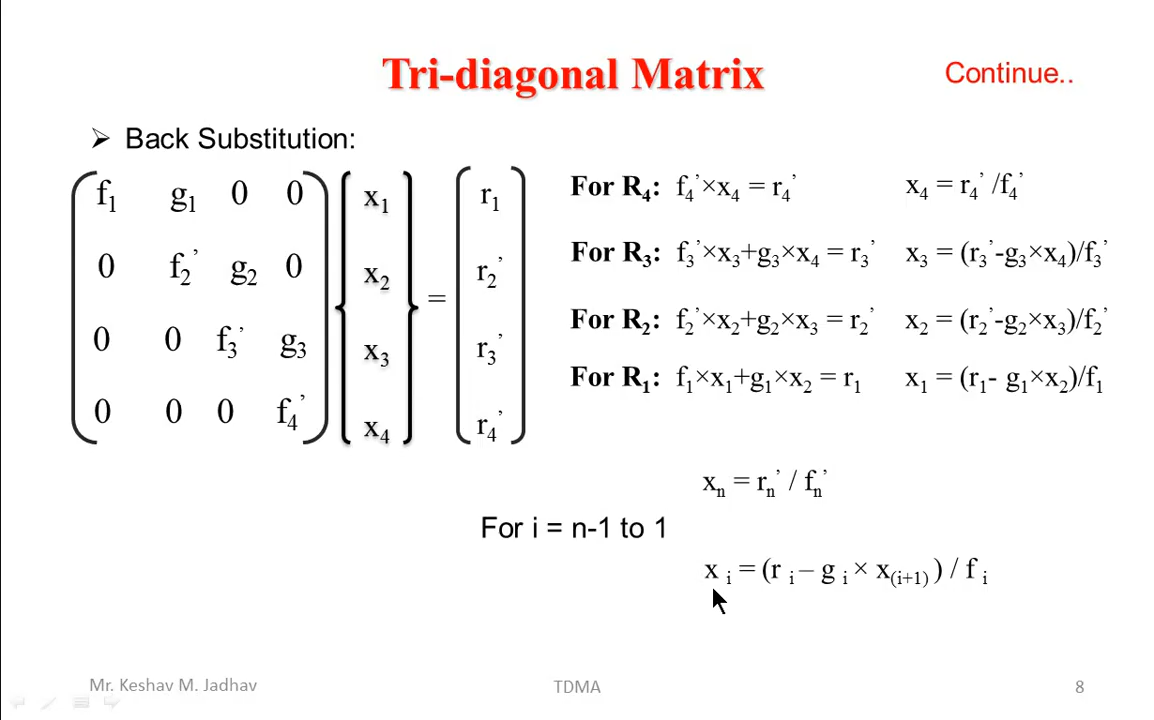 Tri-diagonal Matrix
Continue..
➢ Back Substitution:
f₁ g₁ 0 0
0 f₂’ g₂ 0
0 0 f₃’ g₃
0 0 0 f₄’
x₁
x₂
x₃
x₄
=
r₁
r₂’
r₃’
r₄’
For R₄: f₄’×x₄ = r₄’ x₄ = r₄’ /f₄’
For R₃: f₃’×x₃+g₃×x₄ = r₃’ x₃ = (r₃’-g₃×x₄)/f₃’
For R₂: f₂’×x₂+g₂×x₃ = r₂’ x₂ = (r₂’-g₂×x₃)/f₂’
For R₁: f₁×x₁+g₁×x₂ = r₁ x₁ = (r₁- g₁×x₂)/f₁
xₙ = rₙ’ / fₙ’
For i = n-1 to 1
x ᵢ = (r ᵢ – g ᵢ × x₍ᵢ₊₁₎ ) / f ᵢ
Mr. Keshav M. Jadhav
TDMA
8